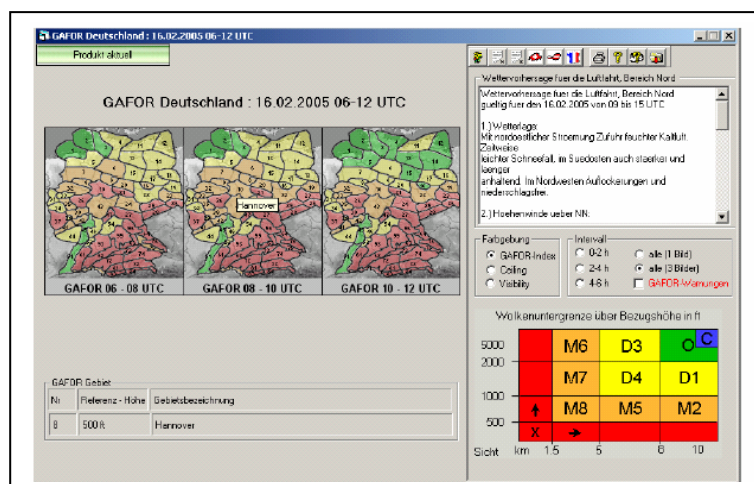 GAFOR Deutschland : 16.02.2005 06-12 UTC
Produkt aktuell
GAFOR Deutschland : 16.02.2005 06-12 UTC
Hannover
GAFOR 06 - 08 UTC
GAFOR 08 - 10 UTC
GAFOR 10 - 12 UTC
GAFOR Gebiet
Nr Referenz - Höhe Gebietsbezeichnung
8 500 ft Hannover
Wettervorhersage fuer die Luftfahrt, Bereich Nord
Wettervorhersage fuer die Luftfahrt, Bereich Nord
gueltig fuer den 16.02.2005 von 09 bis 15 UTC
1.) Wetterlage:
Mit nordoestlicher Stroemung Zufuhr feuchter Kaltluft.
Zeitweise
leichter Schneefall, im Suedosten auch staerker und
laenger
anhaltend. Im Nordwesten Auflockerungen und
niederschlagsfrei.
2.) Hoehenwinde ueber NN:
Farbgebung
GAFOR-Index
Ceiling
Visibility
Intervall
0-2 h alle (1 Bild)
2-4 h alle (3 Bilder)
4-6 h GAFOR-Warnungen
Wolkenuntergrenze über Bezugshöhe in ft
5000 M6 D3 O C
2000
M7 D4 D1
1000
M8 M5 M2
500
X
Sicht km 1.5 5 8 10